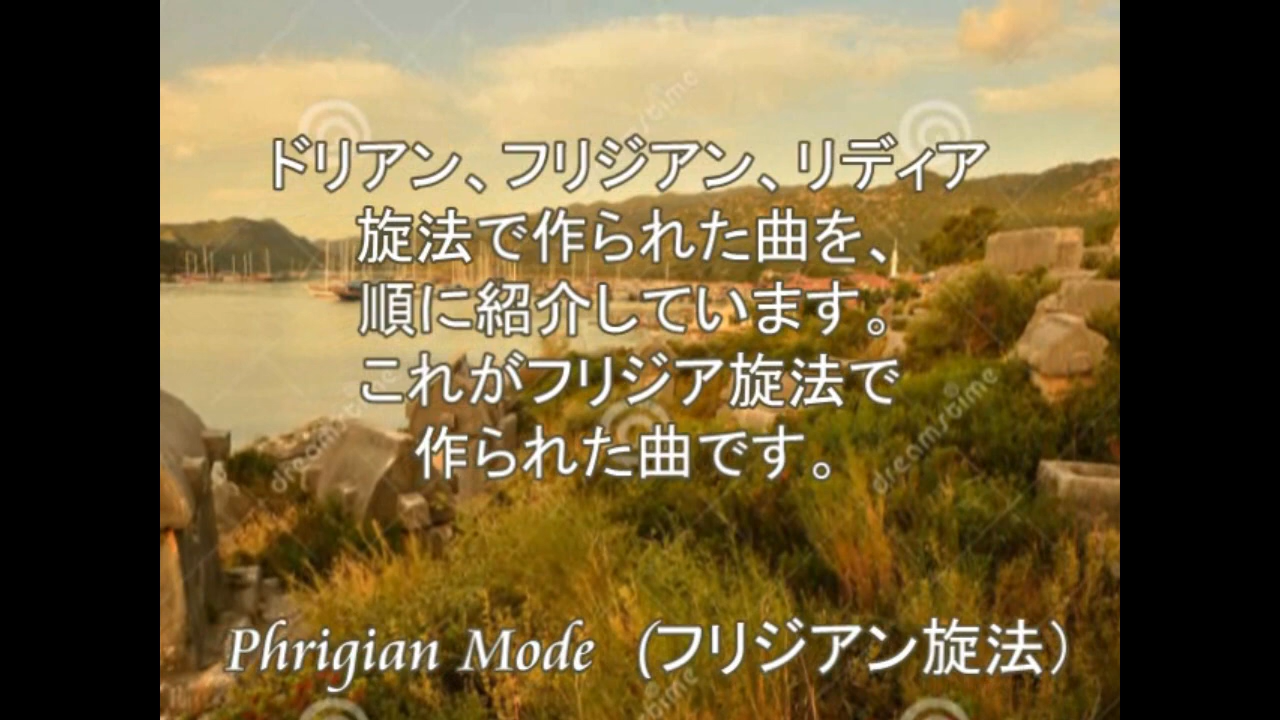 ドリアン、フリジアン、リディア
旋法で作られた曲を、
順に紹介しています。
これがフリジア旋法で
作られた曲です。
Phrigian Mode （フリジアン旋法）
dreamstime
dreamstime
dreamstime